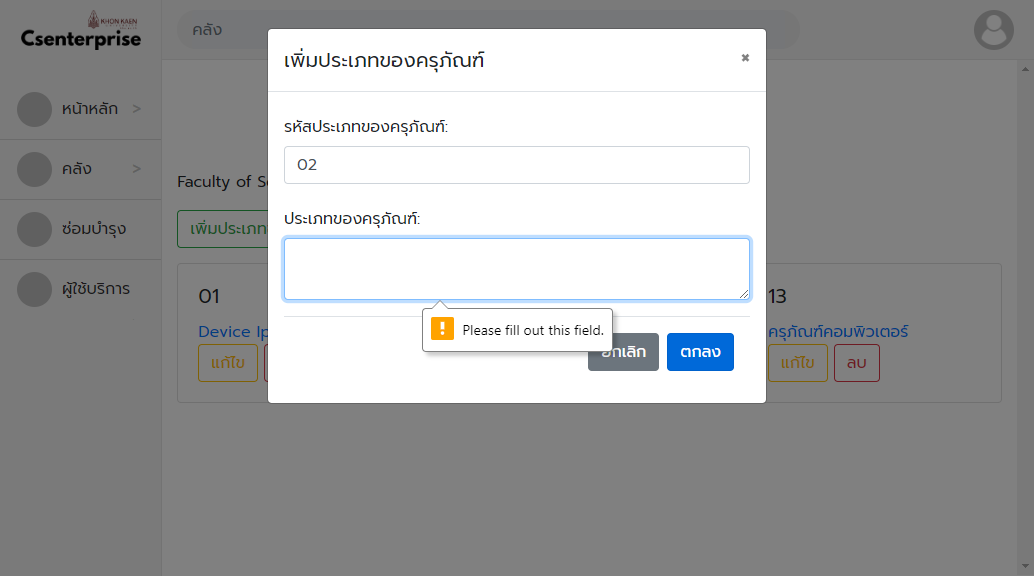 KHON KAEN
Csenterprise
คลัง
หน้าหลัก >
คลัง >
ซ่อมบำรุง
ผู้ใช้บริการ
Faculty of
เพิ่มประเภท
01
Device
แก้ไข
13
ครุภัณฑ์คอมพิวเตอร์
แก้ไข ลบ
เพิ่มประเภทของครุภัณฑ์
×
รหัสประเภทของครุภัณฑ์:
02
ประเภทของครุภัณฑ์:
! Please fill out this field.
ยกเลิก ตกลง